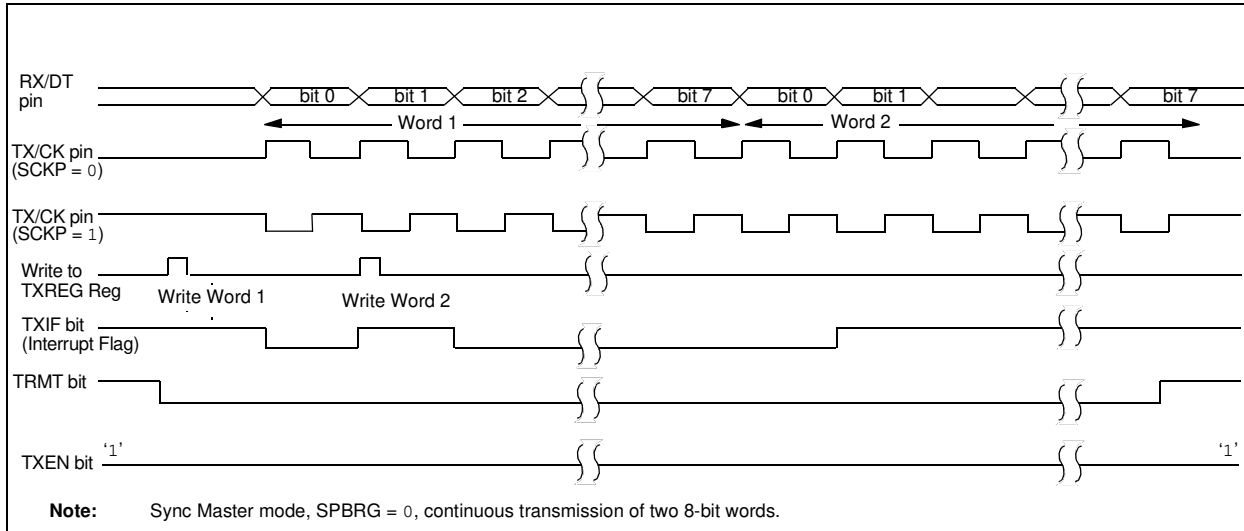 RX/DT
pin
bit 0 bit 1 bit 2 bit 7 bit 0 bit 1 bit 7
Word 1 Word 2
TX/CK pin
(SCKP = 0)
TX/CK pin
(SCKP = 1)
Write to
TXREG Reg
Write Word 1 Write Word 2
TXIF bit
(Interrupt Flag)
TRMT bit
TXEN bit ‘1’ ‘1’
Note: Sync Master mode, SPBRG = 0, continuous transmission of two 8-bit words.